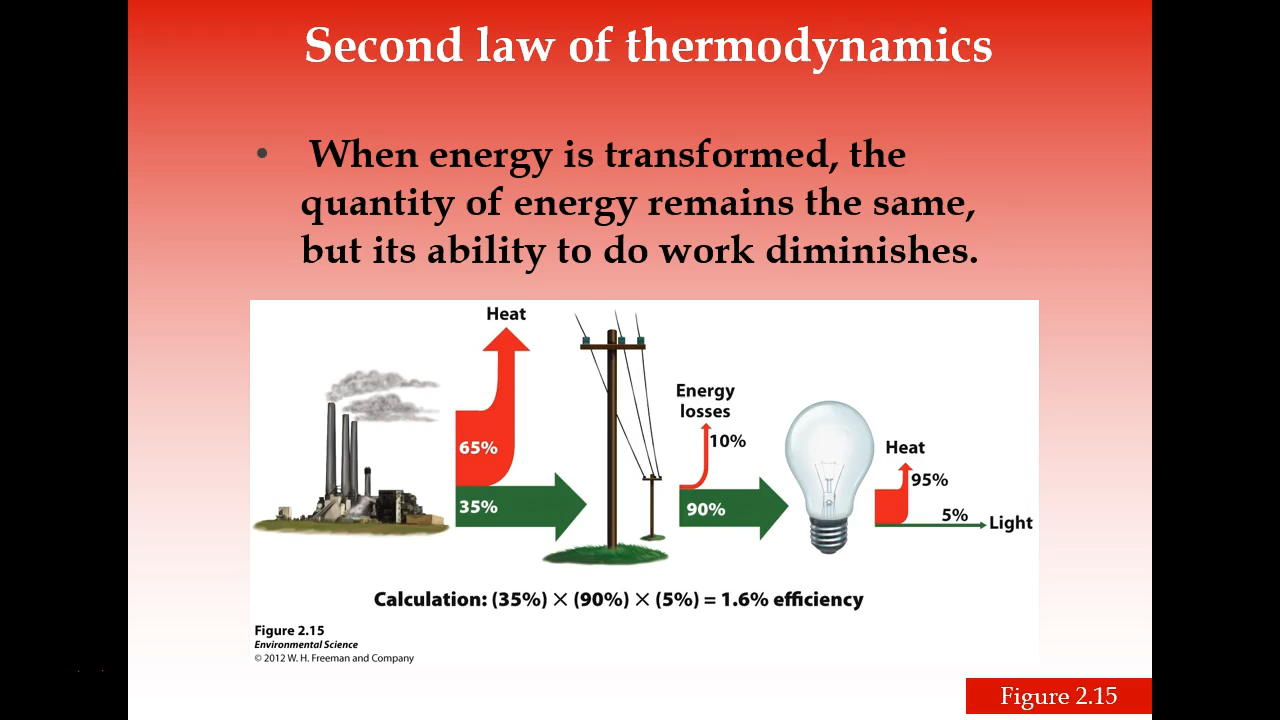 Second law of thermodynamics
• When energy is transformed, the
quantity of energy remains the same,
but its ability to do work diminishes.
Heat
65%
35%
Energy
losses
10%
90%
Heat
95%
5%
Light
Calculation: (35%) × (90%) × (5%) = 1.6% efficiency
Figure 2.15
Environmental Science
© 2012 W. H. Freeman and Company
Figure 2.15